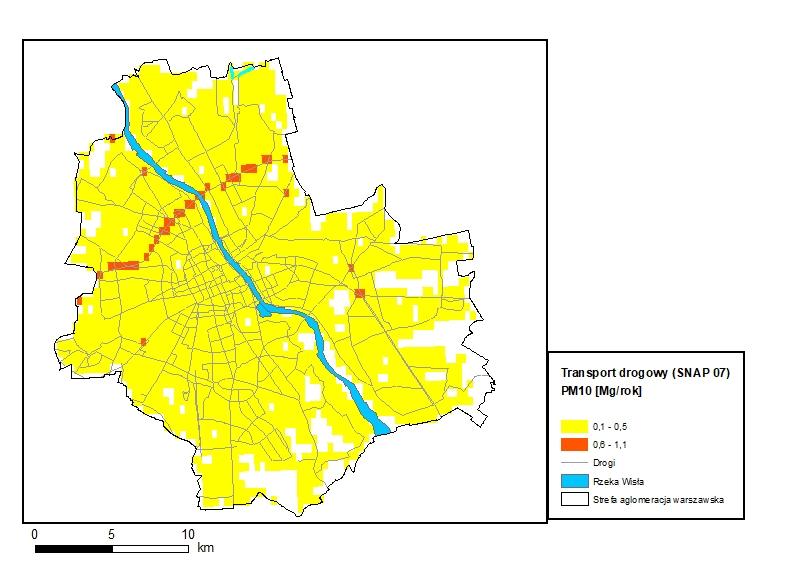 Transport drogowy (SNAP 07)
PM10 [Mg/rok]
0,1 - 0,5
0,6 - 1,1
Drogi
Rzeka Wisła
Strefa aglomeracja warszawska
0 5 10
km